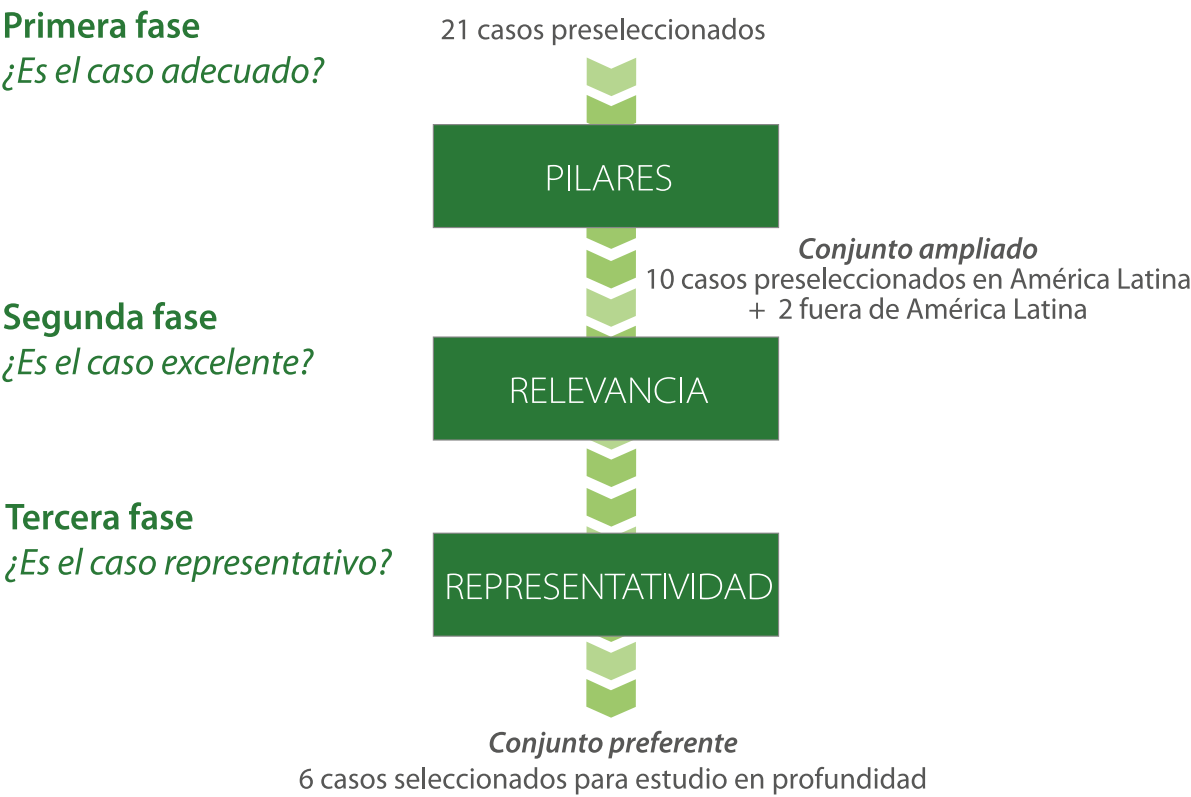 Primera fase
¿Es el caso adecuado?
21 casos preseleccionados
PILARES
Conjunto ampliado
10 casos preseleccionados en América Latina
+ 2 fuera de América Latina
Segunda fase
¿Es el caso excelente?
RELEVANCIA
Tercera fase
¿Es el caso representativo?
REPRESENTATIVIDAD
Conjunto preferente
6 casos seleccionados para estudio en profundidad